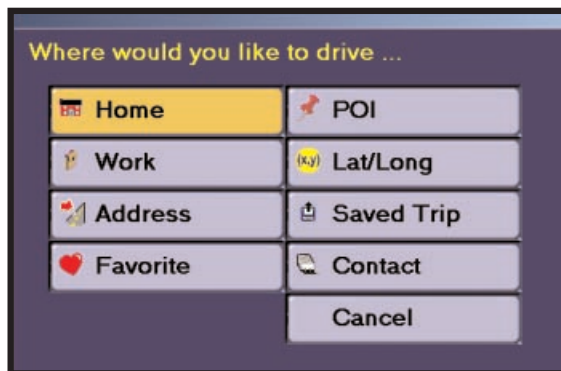 Where would you like to drive ...
Home
POI
Work
(x,y) Lat/Long
Address
Saved Trip
Favorite
Contact
Cancel